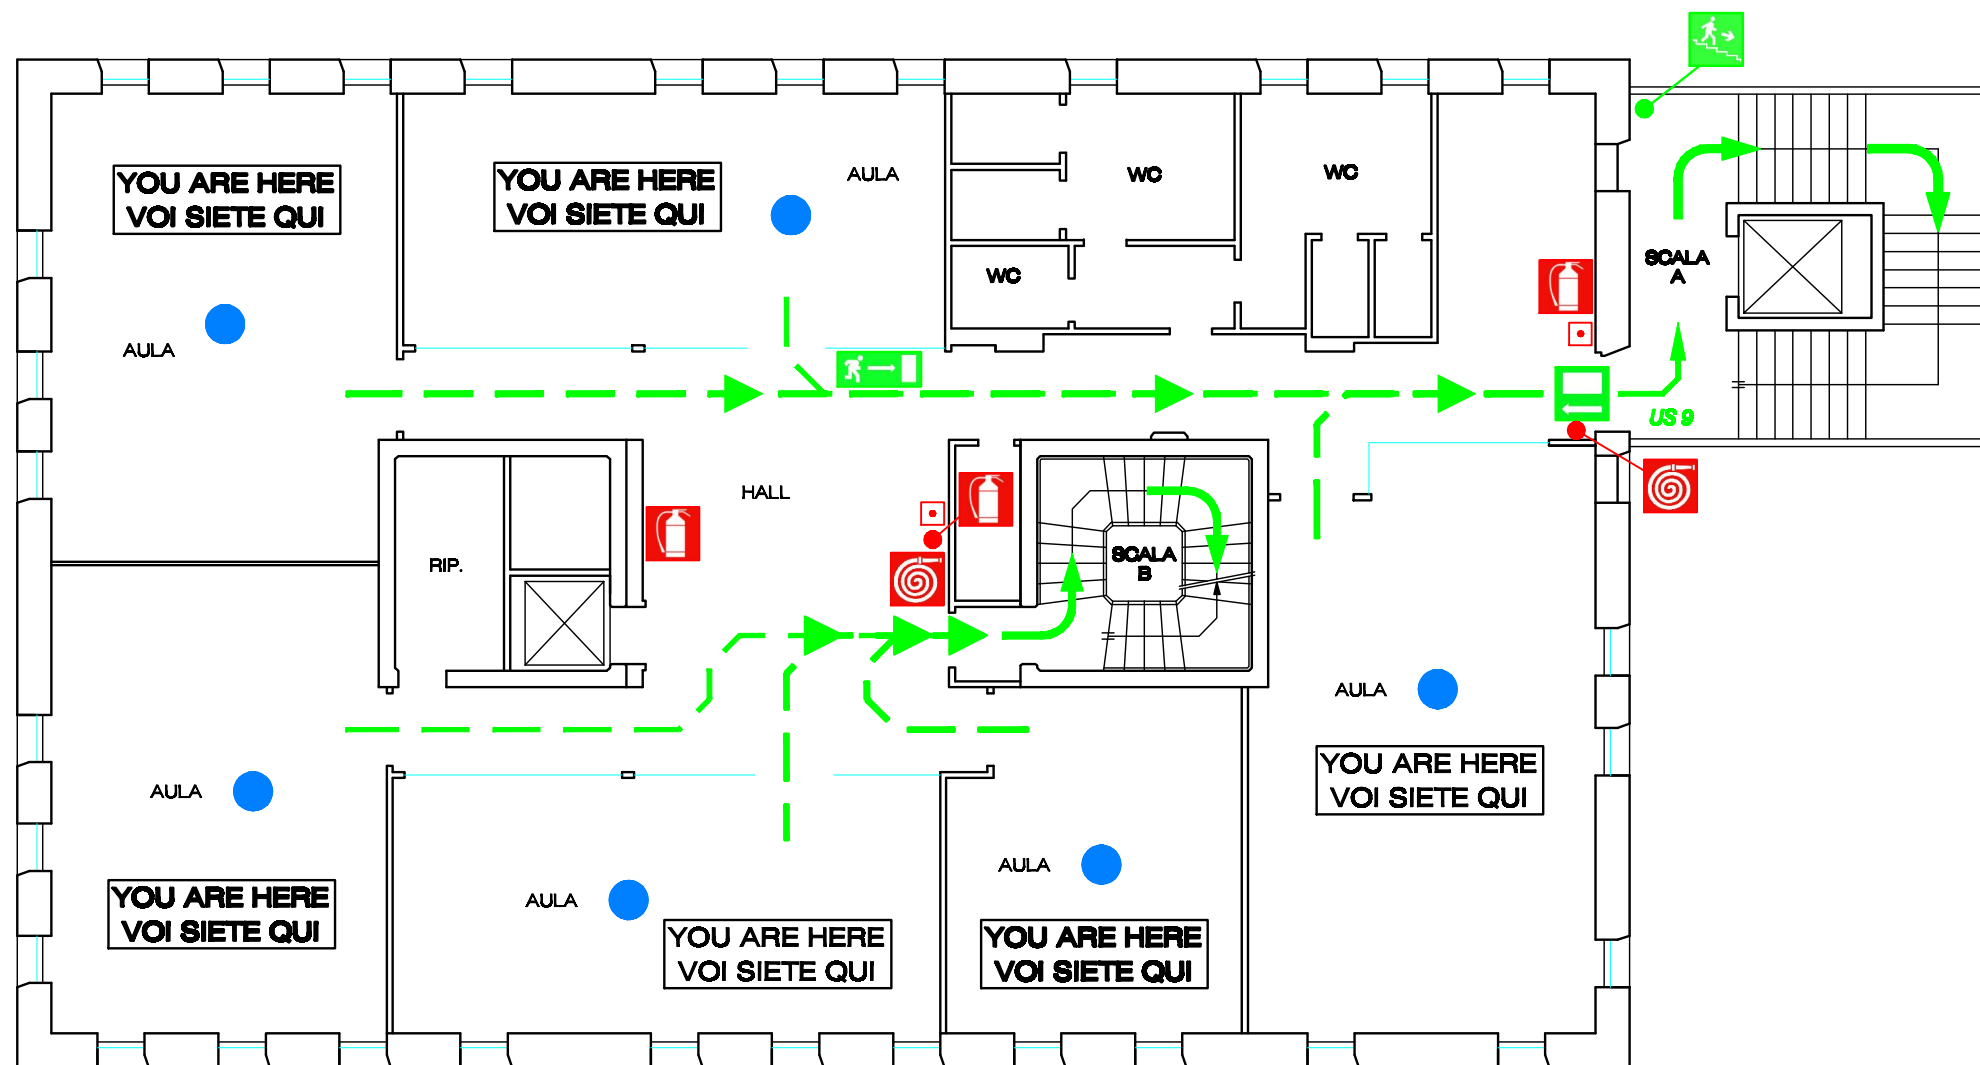 YOU ARE HERE
VOI SIETE QUI
YOU ARE HERE
VOI SIETE QUI
AULA
WC
WC
WC
SCALA
A
AULA
US 9
HALL
RIP.
SCALA
B
AULA
YOU ARE HERE
VOI SIETE QUI
AULA
YOU ARE HERE
VOI SIETE QUI
AULA
YOU ARE HERE
VOI SIETE QUI
AULA
YOU ARE HERE
VOI SIETE QUI